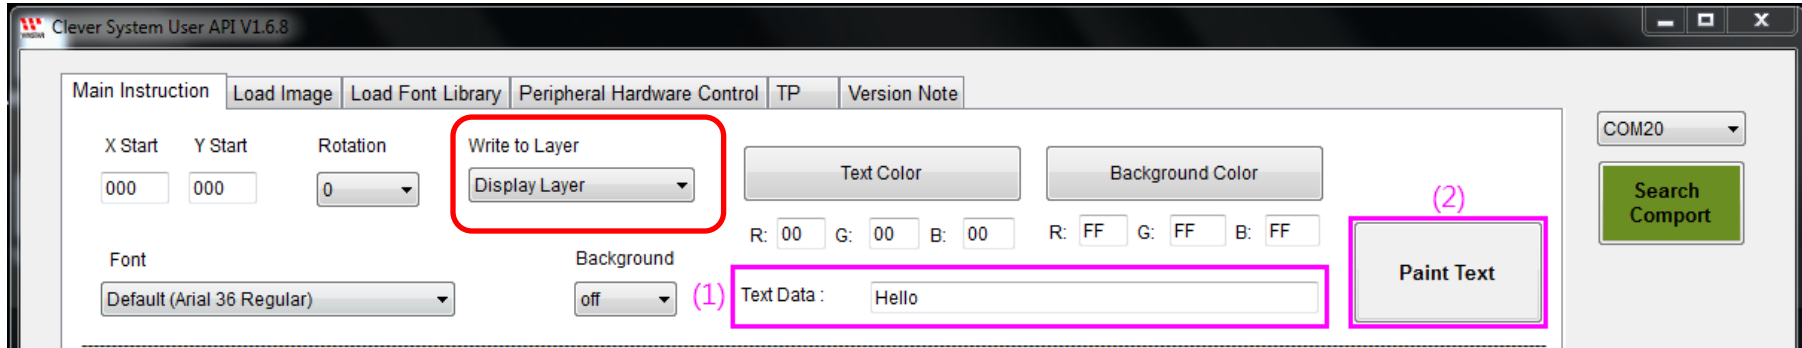 WINSTAR Clever System User API V1.6.8
Main Instruction Load Image Load Font Library Peripheral Hardware Control TP Version Note
X Start Y Start Rotation Write to Layer
000 000 0 Display Layer
Text Color Background Color
R: 00 G: 00 B: 00 R: FF G: FF B: FF
(2)
Paint Text
Font Background
Default (Arial 36 Regular) off
(1) Text Data : Hello
COM20
Search
Comport